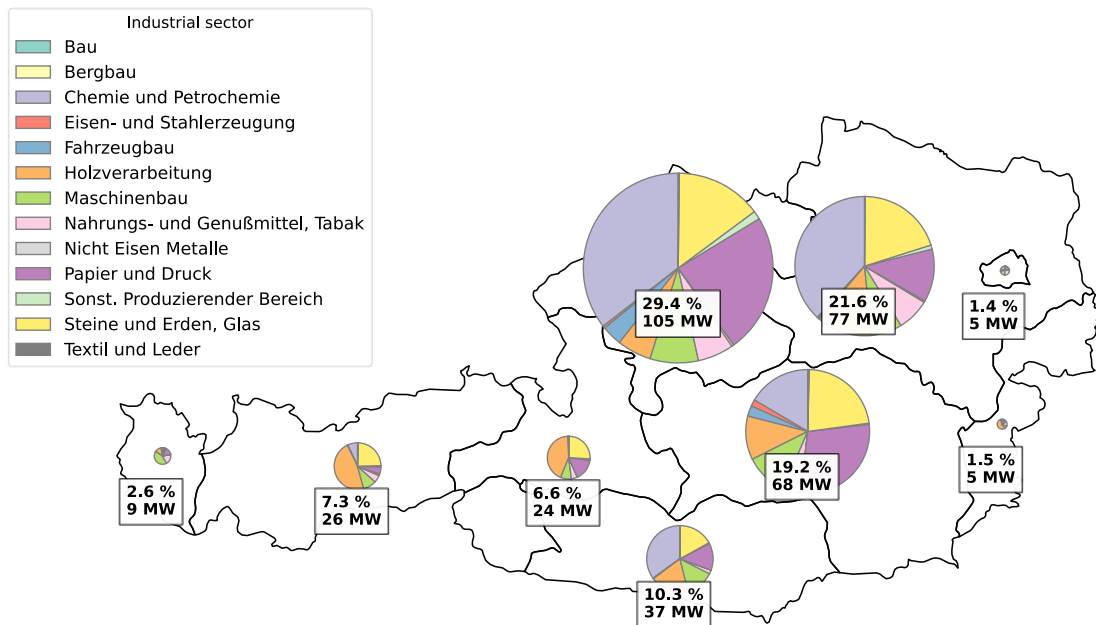 Industrial sector
Bau
Bergbau
Chemie und Petrochemie
Eisen- und Stahlerzeugung
Fahrzeugbau
Holzverarbeitung
Maschinenbau
Nahrungs- und Genußmittel, Tabak
Nicht Eisen Metalle
Papier und Druck
Sonst. Produzierender Bereich
Steine und Erden, Glas
Textil und Leder
29.4 %
105 MW
21.6 %
77 MW
1.4 %
5 MW
19.2 %
68 MW
1.5 %
5 MW
2.6 %
9 MW
7.3 %
26 MW
6.6 %
24 MW
10.3 %
37 MW